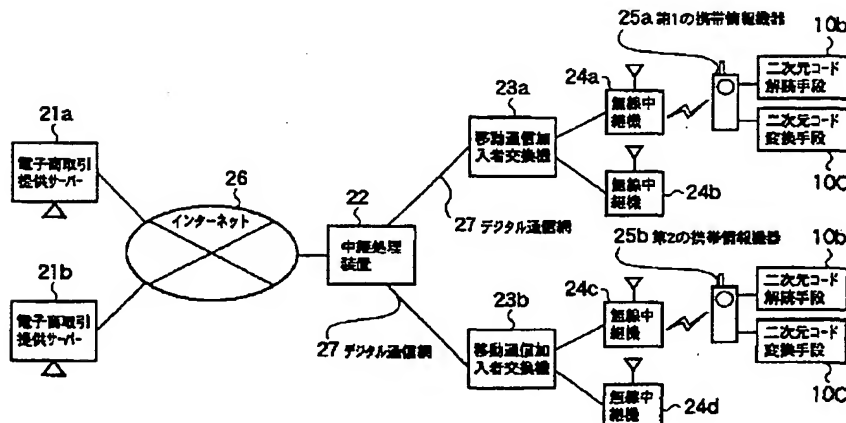 25a 第1の携帯情報機器
10b
二次元コード
解読手段
二次元コード
変換手段
10C
24a
無線中
継機
23a
移動通信加
入者交換機
無線中
継機
24b
21a
電子商取引
提供サーバー
26
インターネット
22
中継処理
装置
27 デジタル通信網
21b
電子商取引
提供サーバー
27 デジタル通信網
25b 第2の携帯情報機器
10b
二次元コード
解読手段
二次元コード
変換手段
10C
24c
無線中
継機
23b
移動通信加
入者交換機
無線中
継機
24d